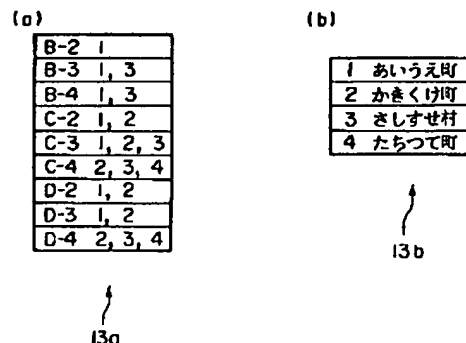 (a)
B-2 1
B-3 1, 3
B-4 1, 3
C-2 1, 2
C-3 1, 2, 3
C-4 2, 3, 4
D-2 1, 2
D-3 1, 2
D-4 2, 3, 4
13a
(b)
1 あいうえ町
2 かきくけ町
3 さしすせ村
4 たちつて町
13b